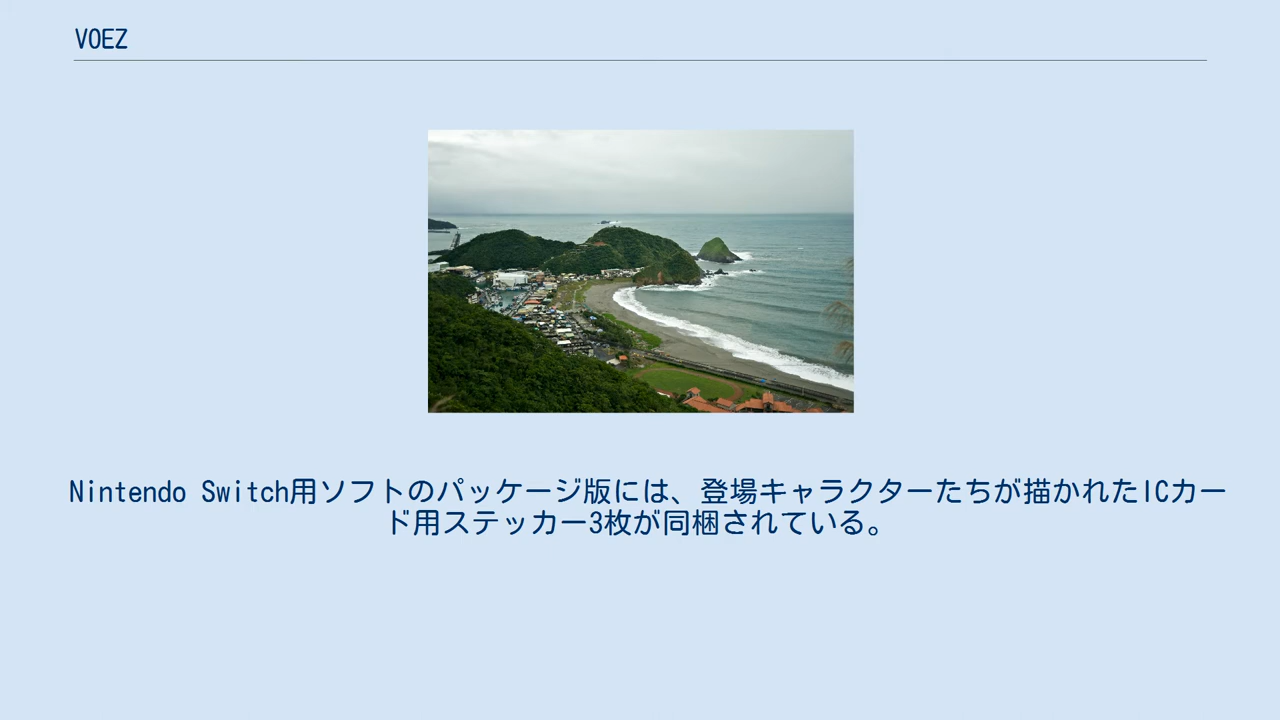 VOEZ
Nintendo Switch用ソフトのパッケージ版には、登場キャラクターたちが描かれたICカー
ド用ステッカー3枚が同梱されている。